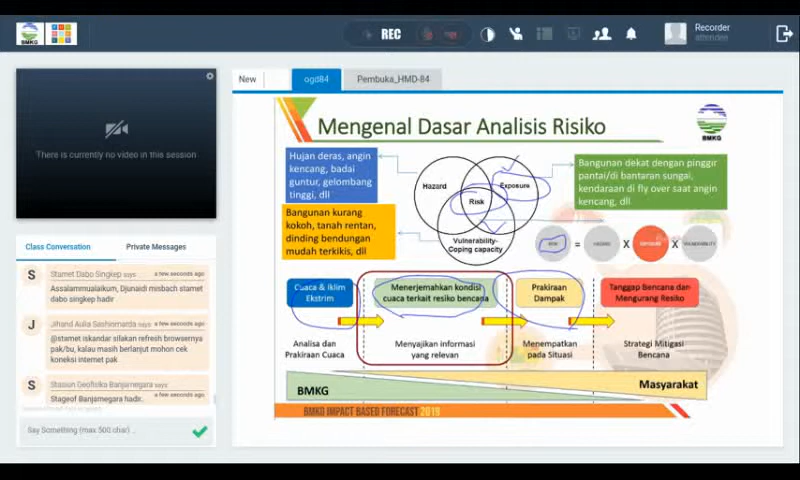 BMKG
REC
Recorder
attendee
There is currently no video in this session
Class Conversation
Private Messages
S
Stamet Dabo Singkep says
a few seconds ago
Assallammualaikum, Djunaidi misbach stamet
dabo singkep hadir
J
Jihand Aulia Sashiomarda says
a few seconds ago
@stamet iskandar silakan refresh browsernya
pak/bu, kalau masih berlanjut mohon cek
koneksi internet pak
S
Stasiun Geofisika Banjarnegara says
a few seconds ago
Stageof Banjarnegara hadir..
Say Something (max 500 char) ..
New
ogd84
Pembuka_HMD-84
Mengenal Dasar Analisis Risiko
BMKG
Hujan deras, angin
kencang, badai
guntur, gelombang
tinggi, dll
Bangunan kurang
kokoh, tanah rentan,
dinding bendungan
mudah terkikis, dll
Hazard
Exposure
Risk
Vulnerability-
Coping capacity
Bangunan dekat dengan pinggir
pantai/di bantaran sungai,
kendaraan di fly over saat angin
kencang, dll
RISK = HAZARD X EXPOSURE X VULNERABILITY
Cuaca & Iklim
Ekstrim
Menerjemahkan kondisi
cuaca terkait resiko bencana
Prakiraan
Dampak
Tanggap Bencana dan
Mengurang Resiko
Analisa dan
Prakiraan Cuaca
Menyajikan informasi
yang relevan
Menempatkan
pada Situasi
Strategi Mitigasi
Bencana
BMKG
Masyarakat
BMKG IMPACT BASED FORECAST 2019